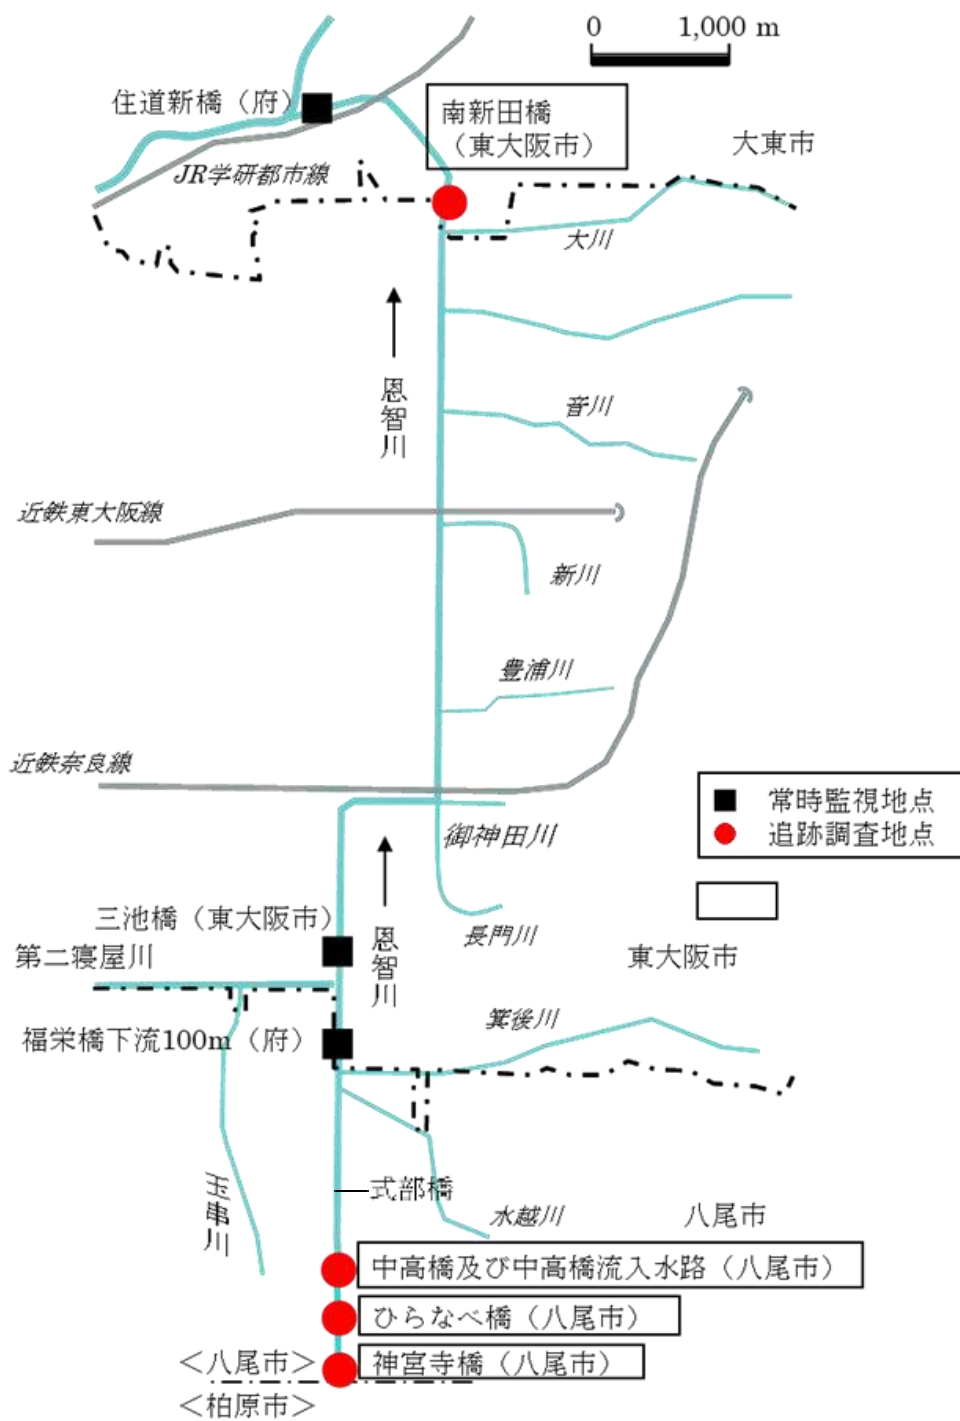 0 1,000 m
住道新橋（府）
南新田橋
（東大阪市）
大東市
JR学研都市線
大川
恩智川
音川
近鉄東大阪線
新川
豊浦川
近鉄奈良線
常時監視地点
追跡調査地点
御神田川
三池橋（東大阪市）
長門川
恩智川
第二寝屋川
東大阪市
箕後川
福栄橋下流100m（府）
玉串川
式部橋
水越川
八尾市
中高橋及び中高橋流入水路（八尾市）
ひらなべ橋（八尾市）
神宮寺橋（八尾市）
＜八尾市＞
＜柏原市＞